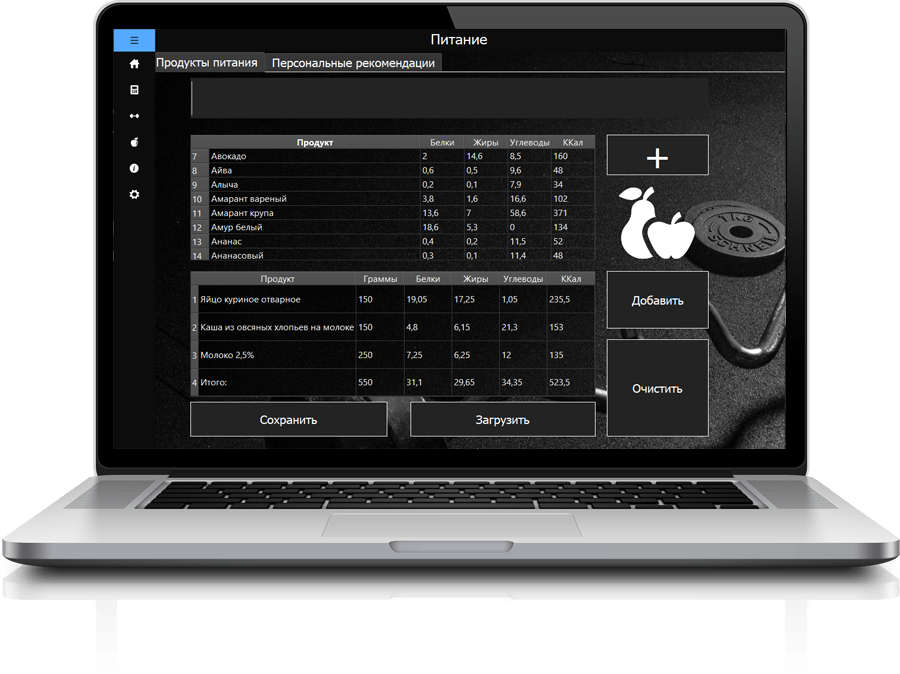 Питание
Продукты питания Персональные рекомендации
Продукт Белки Жиры Углеводы ККал
7 Авокадо 2 14,6 8,5 160
8 Айва 0,6 0,5 9,6 48
9 Алыча 0,2 0,1 7,9 34
10 Амарант вареный 3,8 1,6 16,6 102
11 Амарант крупа 13,6 7 58,6 371
12 Амур белый 18,6 5,3 0 134
13 Ананас 0,4 0,2 11,5 52
14 Ананасовый 0,3 0,1 11,4 48
+
1 KG
SCHNELL
Продукт Граммы Белки Жиры Углеводы ККал
1 Яйцо куриное отварное 150 19,05 17,25 1,05 235,5
2 Каша из овсяных хлопьев на молоке 150 4,8 6,15 21,3 153
3 Молоко 2,5% 250 7,25 6,25 12 135
4 Итого: 550 31,1 29,65 34,35 523,5
Добавить
Очистить
Сохранить Загрузить